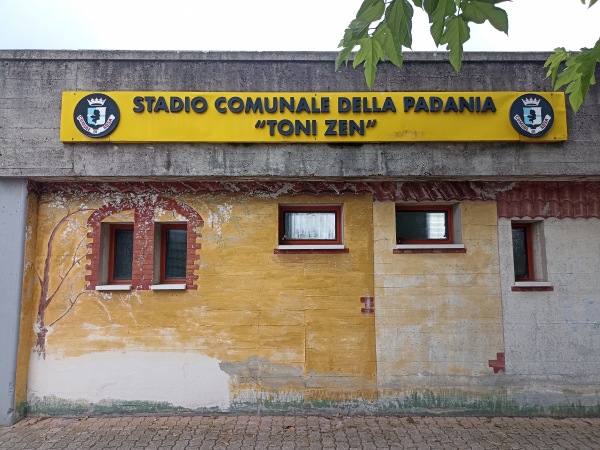 STADIO COMUNALE DELLA PADANIA
"TONI ZEN"